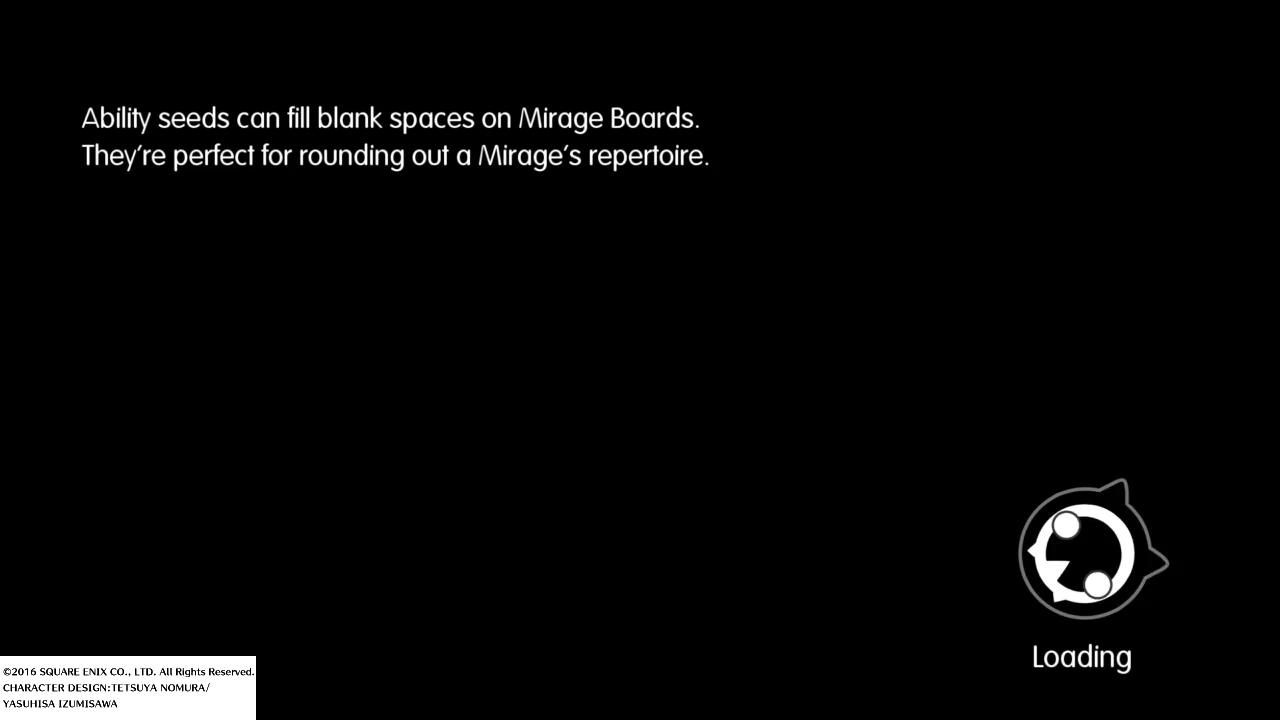 Ability seeds can fill blank spaces on Mirage Boards.
They're perfect for rounding out a Mirage's repertoire.
Loading
©2016 SQUARE ENIX CO., LTD. All Rights Reserved.
CHARACTER DESIGN:TETSUYA NOMURA/
YASUHISA IZUMISAWA